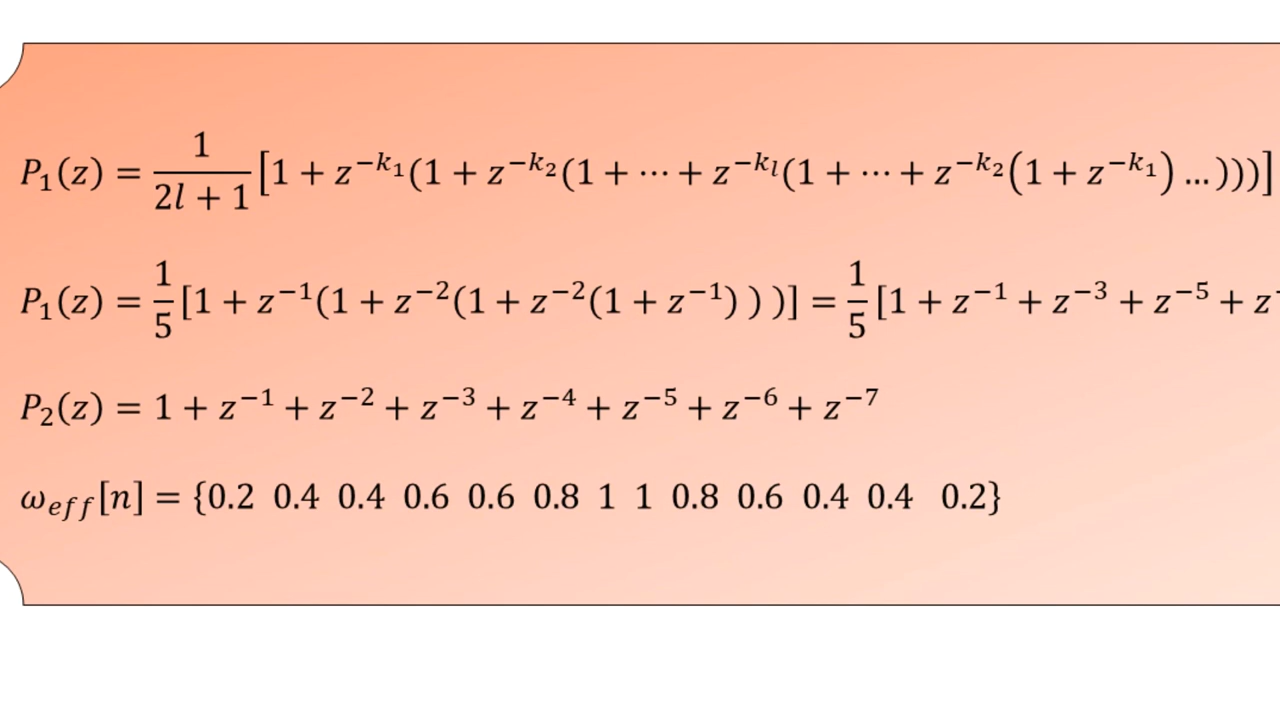 P₁(z) = 1/(2l + 1) [1 + z^(−k₁)(1 + z^(−k₂)(1 + ⋯ + z^(−k_l)(1 + ⋯ + z^(−k₂)(1 + z^(−k₁)) …)))]
P₁(z) = 1/5 [1 + z⁻¹(1 + z⁻²(1 + z⁻²(1 + z⁻¹) ) )] = 1/5 [1 + z⁻¹ + z⁻³ + z⁻⁵ + z⁻
P₂(z) = 1 + z⁻¹ + z⁻² + z⁻³ + z⁻⁴ + z⁻⁵ + z⁻⁶ + z⁻⁷
ω_eff[n] = {0.2 0.4 0.4 0.6 0.6 0.8 1 1 0.8 0.6 0.4 0.4 0.2}